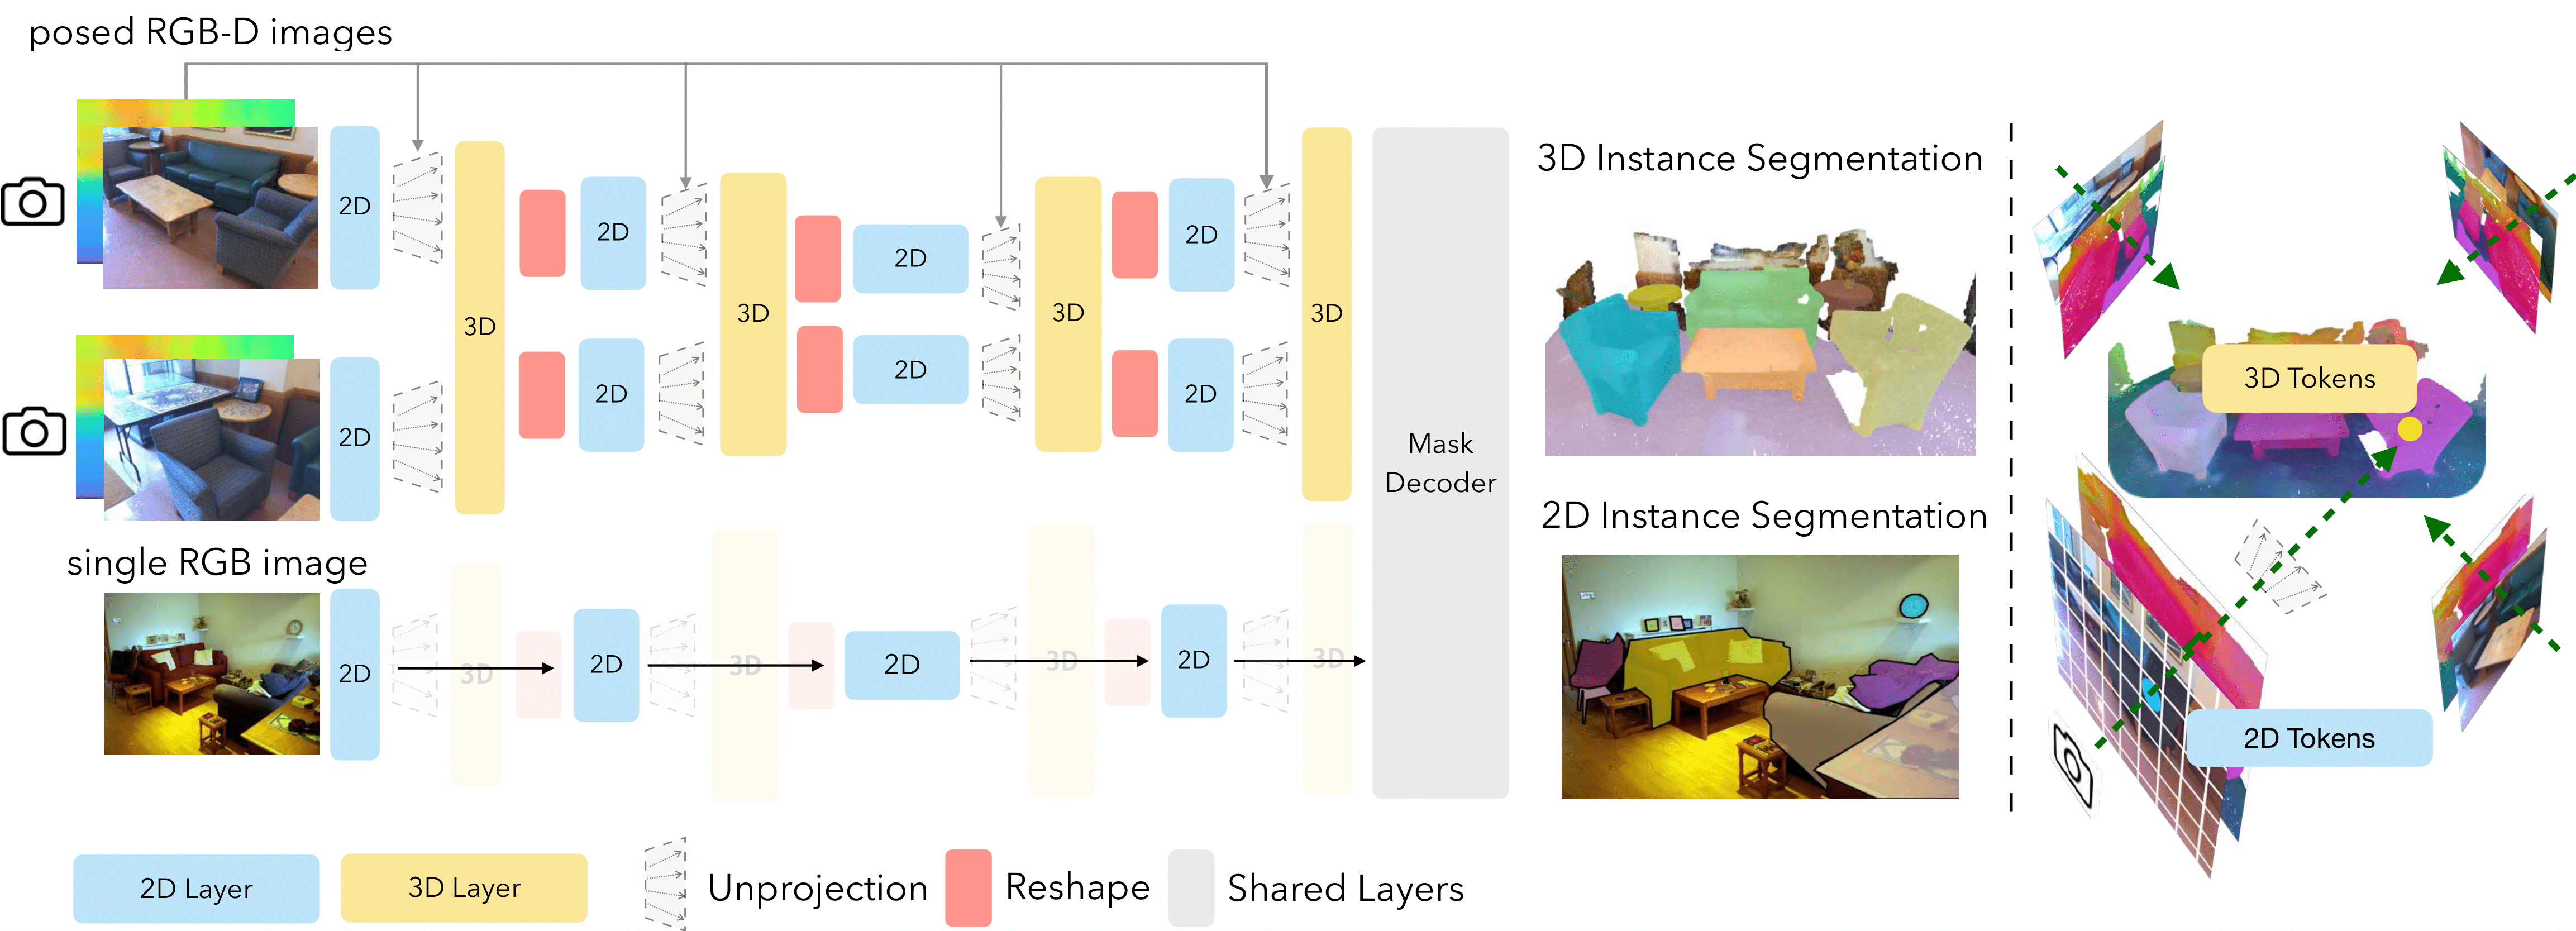 posed RGB-D images
2D
2D
3D
2D
2D
3D
2D
2D
3D
2D
2D
3D
Mask
Decoder
3D Instance Segmentation
2D Instance Segmentation
3D Tokens
2D Tokens
single RGB image
2D
3D
2D
3D
2D
3D
2D
3D
2D Layer
3D Layer
Unprojection
Reshape
Shared Layers